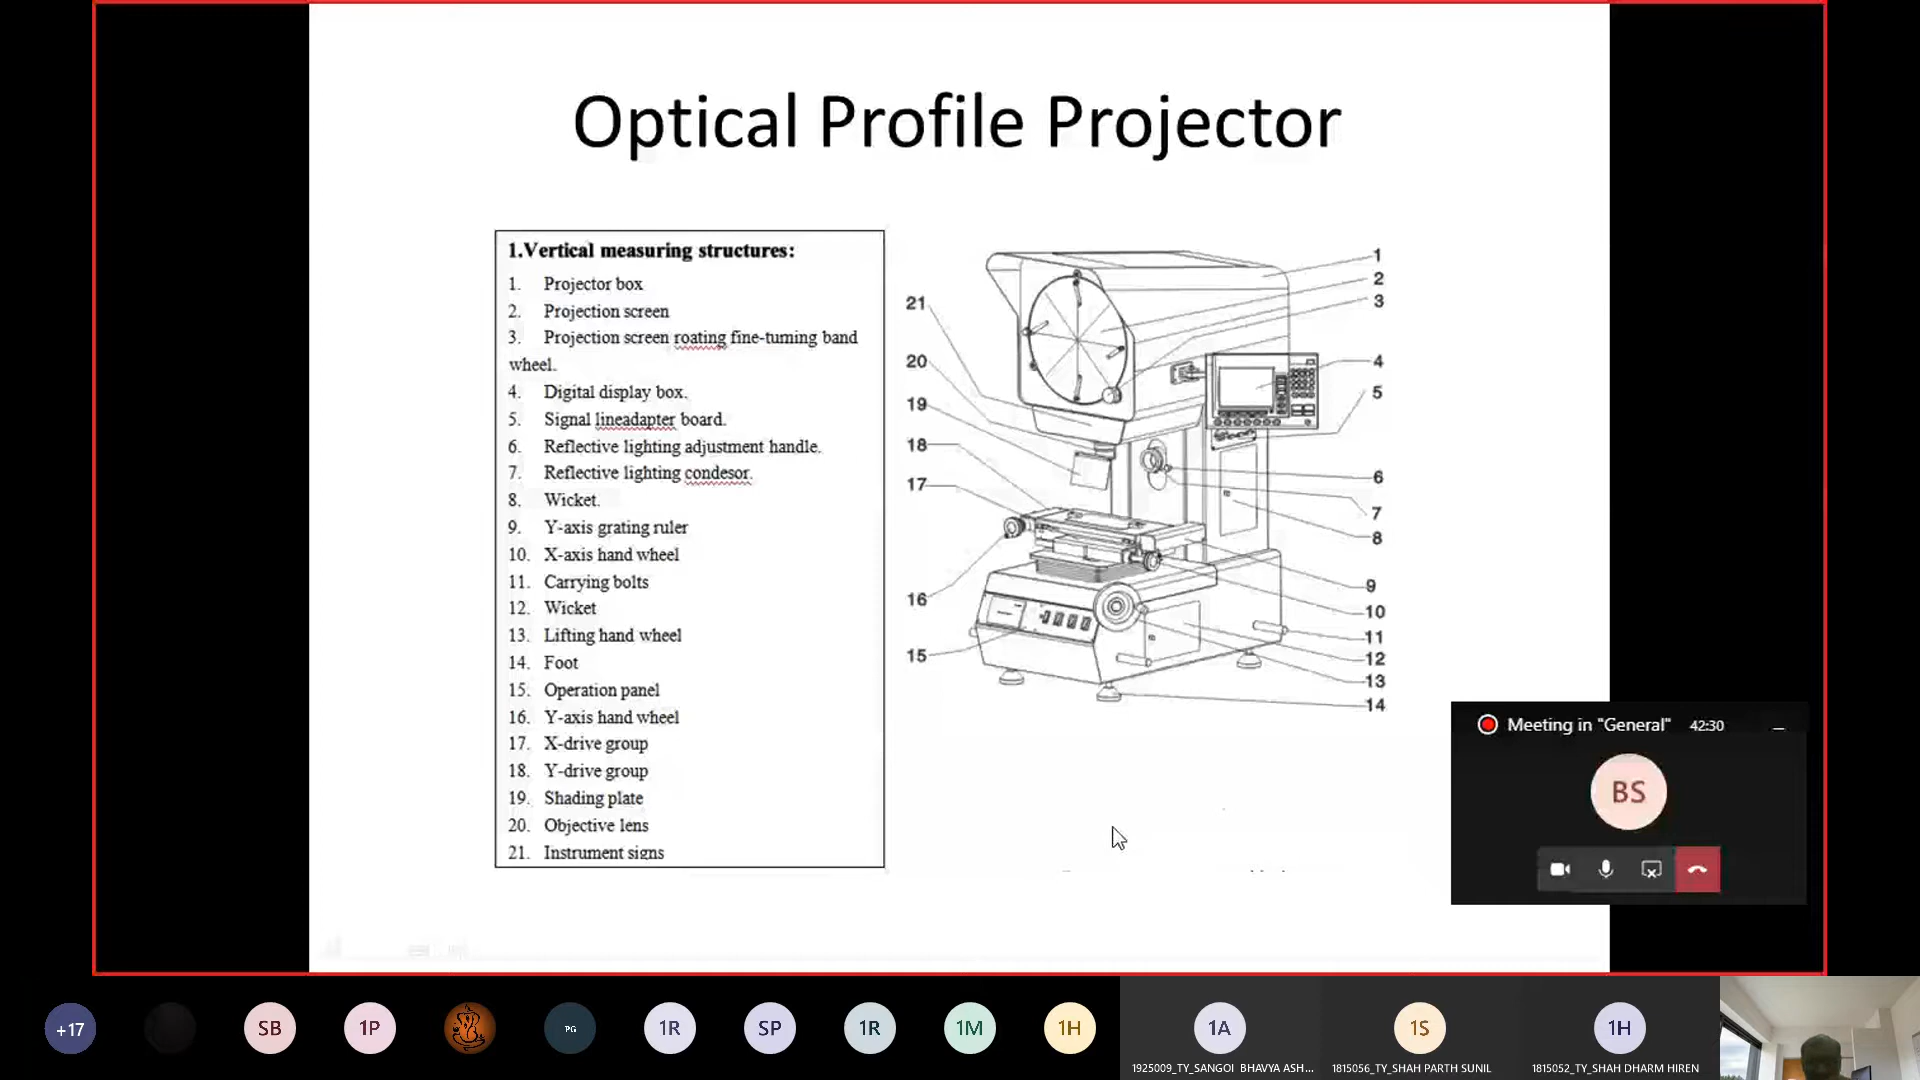 Optical Profile Projector
1.Vertical measuring structures:
1. Projector box
2. Projection screen
3. Projection screen roating fine-turning band
wheel.
4. Digital display box.
5. Signal lineadapter board.
6. Reflective lighting adjustment handle.
7. Reflective lighting condesor.
8. Wicket.
9. Y-axis grating ruler
10. X-axis hand wheel
11. Carrying bolts
12. Wicket
13. Lifting hand wheel
14. Foot
15. Operation panel
16. Y-axis hand wheel
17. X-drive group
18. Y-drive group
19. Shading plate
20. Objective lens
21. Instrument signs
21
20
19
18
17
16
15
1
2
3
4
5
6
7
8
9
10
11
12
13
14
Meeting in "General" 42:30
BS
+17
SB
1P
PG
1R
SP
1R
1M
1H
1A
1S
1H
1925009_TY_SANGOI BHAVYA ASH...
1815056_TY_SHAH PARTH SUNIL
1815052_TY_SHAH DHARM HIREN